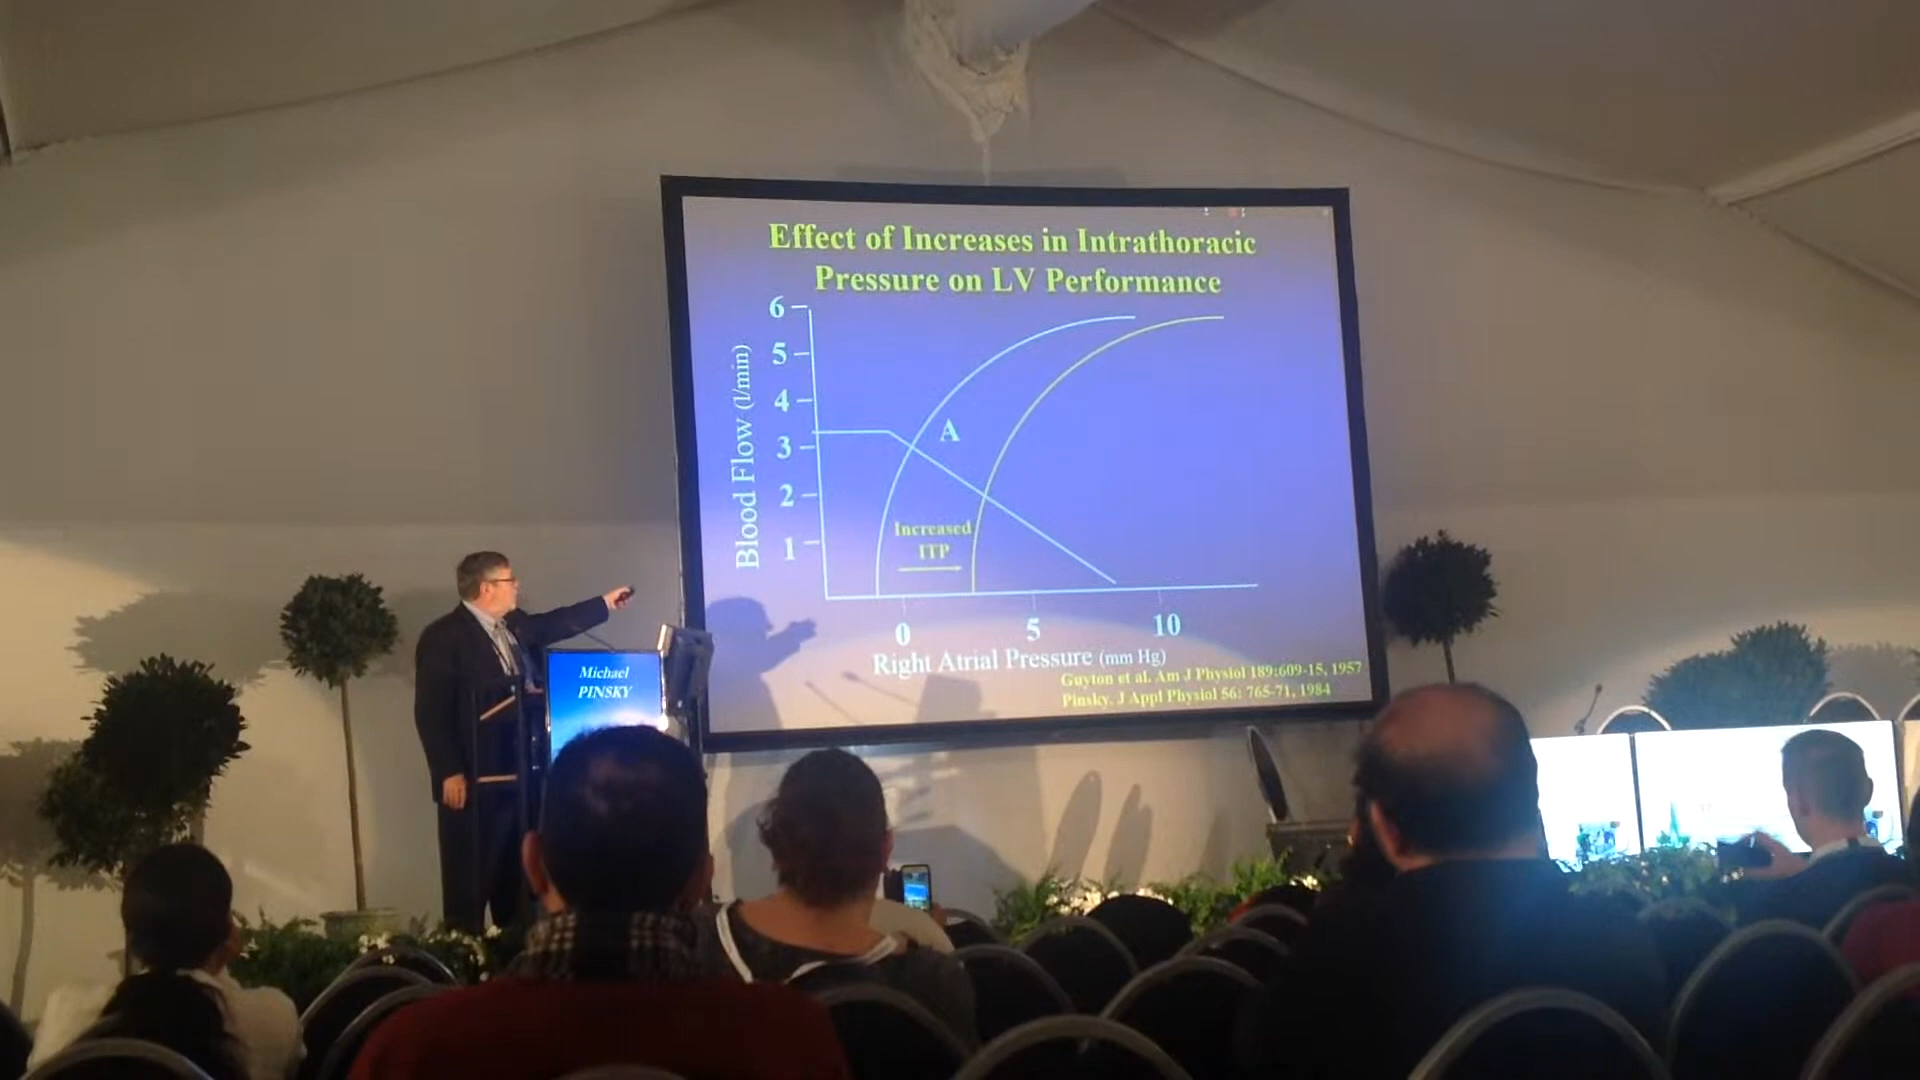 Effect of Increases in Intrathoracic
Pressure on LV Performance
6
5
4
3
2
1
Blood Flow (l/min)
A
Increased
ITP
0 5 10
Right Atrial Pressure (mm Hg)
Guyton et al. Am J Physiol 189:609-15, 1957
Pinsky. J Appl Physiol 56: 765-71, 1984
Michael
PINSKY